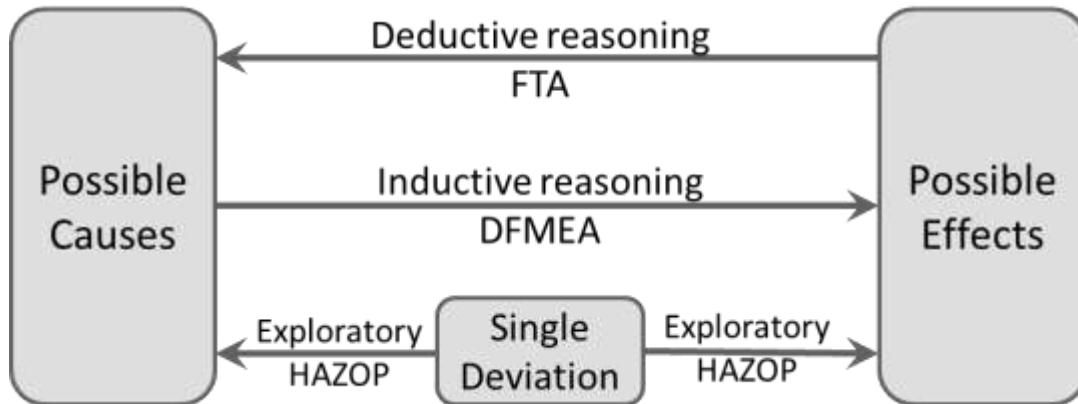 Deductive reasoning
FTA
Possible
Causes
Inductive reasoning
DFMEA
Possible
Effects
Exploratory
HAZOP
Single
Deviation
Exploratory
HAZOP